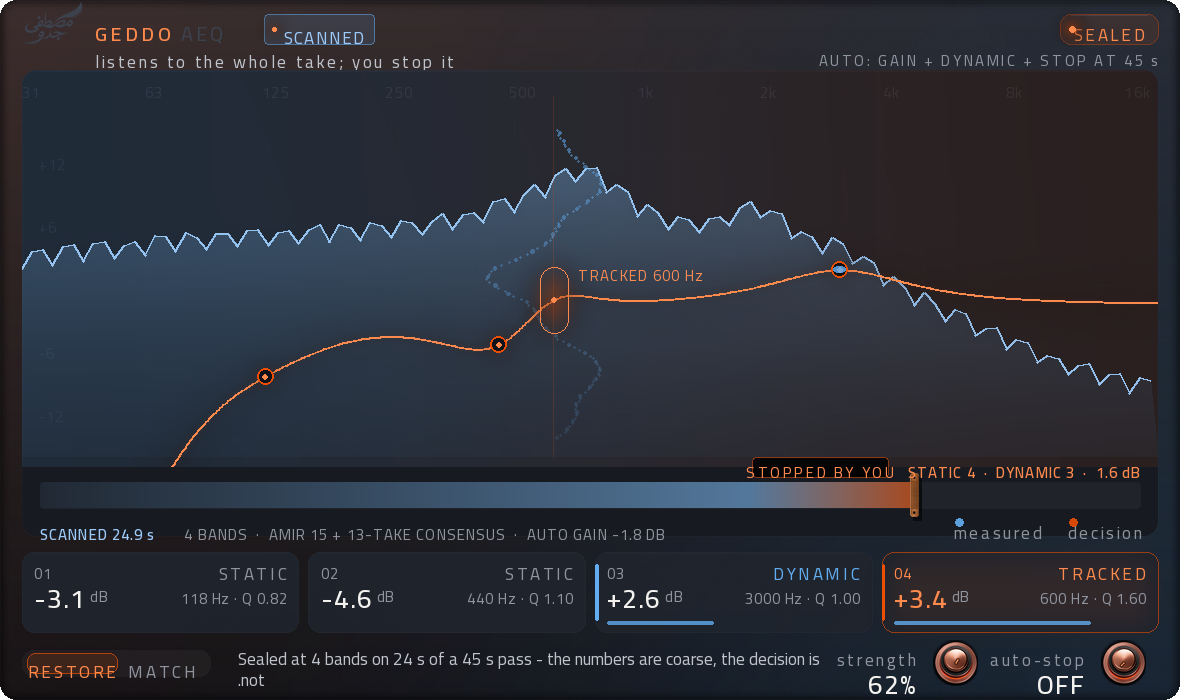 مصطفى
جدو
GEDDO AEQ
SCANNED
SEALED
listens to the whole take; you stop it
AUTO: GAIN + DYNAMIC + STOP AT 45 s
31 63 125 250 500 1k 2k 4k 8k 16k
+12
+6
-6
-12
TRACKED 600 Hz
STOPPED BY YOU STATIC 4 · DYNAMIC 3 · 1.6 dB
SCANNED 24.9 s 4 BANDS · AMIR 15 + 13-TAKE CONSENSUS · AUTO GAIN -1.8 DB
measured decision
01 STATIC
-3.1 dB 118 Hz · Q 0.82
02 STATIC
-4.6 dB 440 Hz · Q 1.10
03 DYNAMIC
+2.6 dB 3000 Hz · Q 1.00
04 TRACKED
+3.4 dB 600 Hz · Q 1.60
RESTORE MATCH
Sealed at 4 bands on 24 s of a 45 s pass - the numbers are coarse, the decision is
.not
strength
62%
auto-stop
OFF